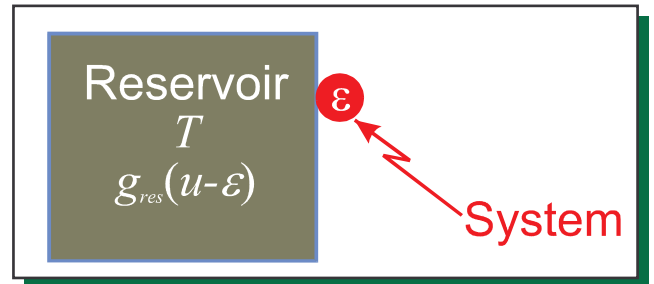 Reservoir
T
g_res(u-ε)
ε
System